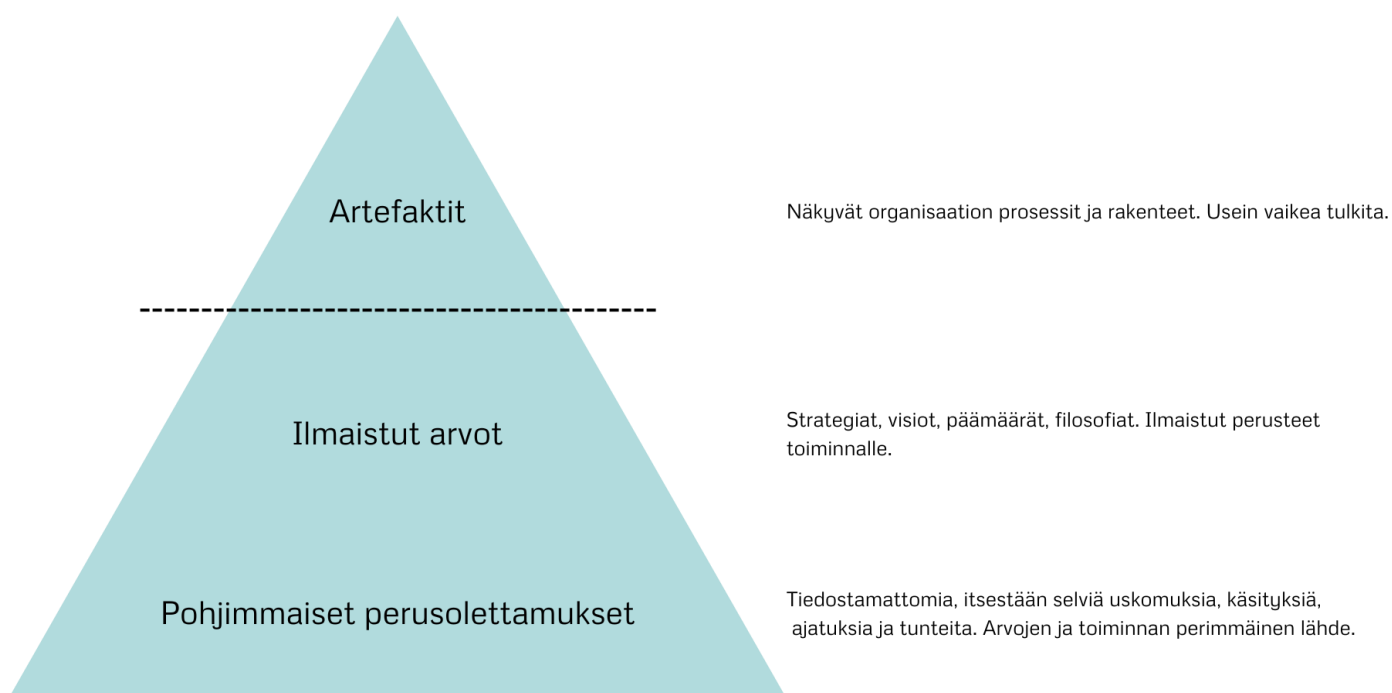 Artefaktit
Näkyvät organisaation prosessit ja rakenteet. Usein vaikea tulkita.
Ilmaistut arvot
Strategiat, visiot, päämäärät, filosofiat. Ilmaistut perusteet
toiminnalle.
Pohjimmaiset perusolettamukset
Tiedostamattomia, itsestään selviä uskomuksia, käsityksiä,
ajatuksia ja tunteita. Arvojen ja toiminnan perimmäinen lähde.